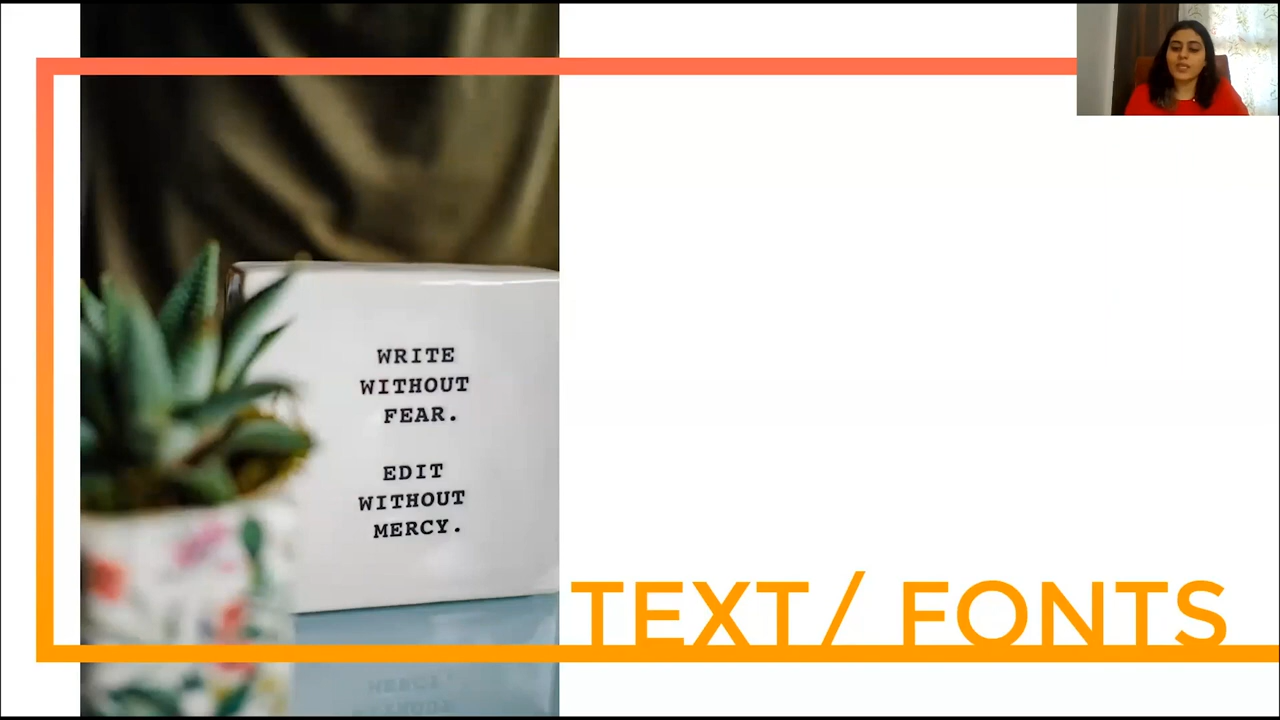 WRITE
WITHOUT
FEAR.
EDIT
WITHOUT
MERCY.
TEXT/ FONTS